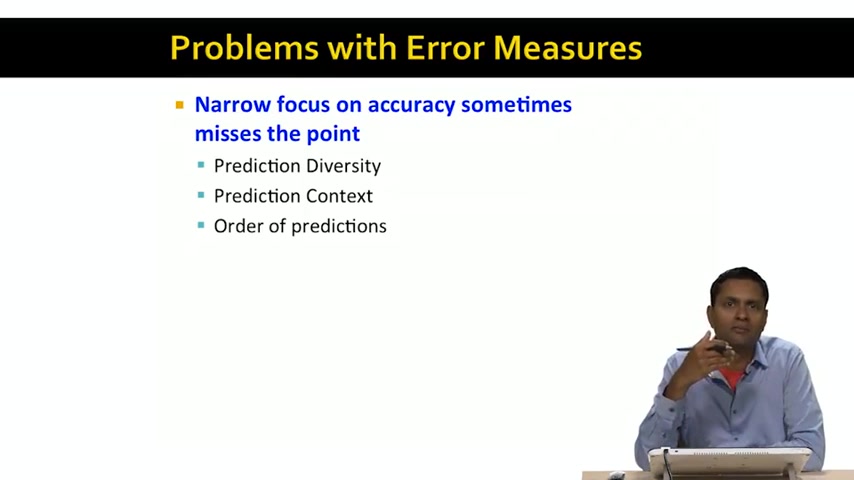 Problems with Error Measures
Narrow focus on accuracy sometimes
misses the point
Prediction Diversity
Prediction Context
Order of predictions